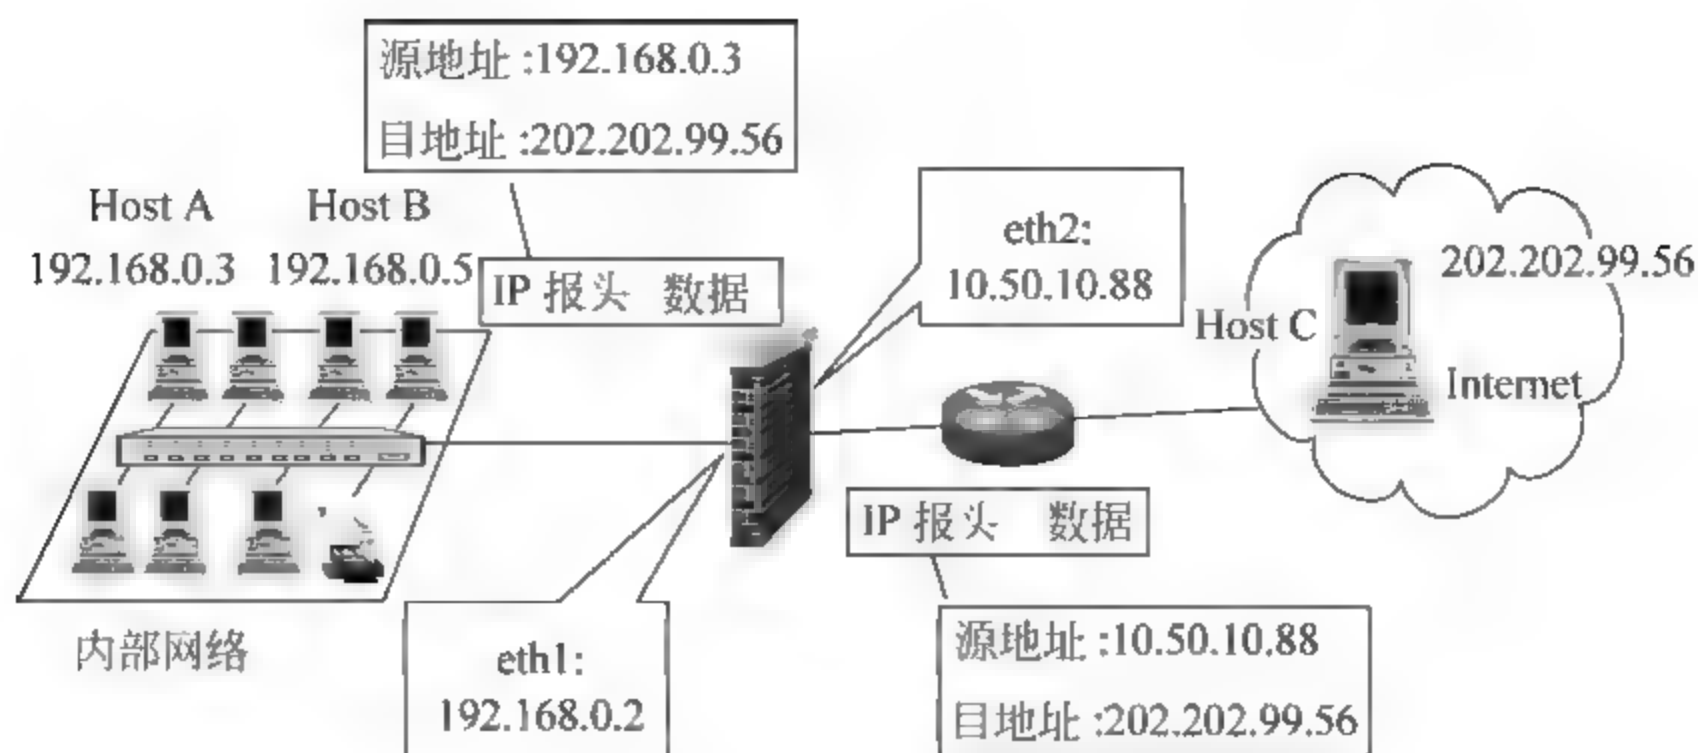 源地址:192.168.0.3
目地址:202.202.99.56
Host A
192.168.0.3
Host B
192.168.0.5
IP 报头 数据
eth2:
10.50.10.88
202.202.99.56
Host C
Internet
IP 报头 数据
内部网络
eth1:
192.168.0.2
源地址:10.50.10.88
目地址:202.202.99.56